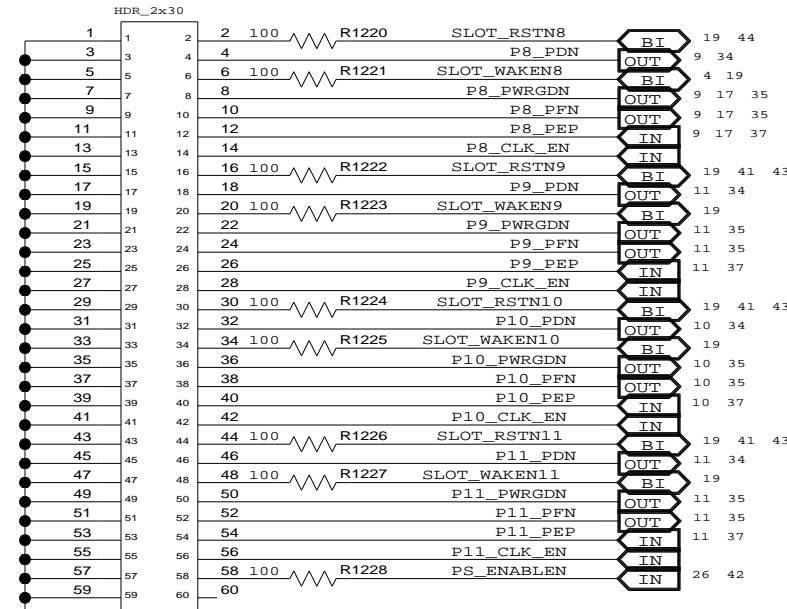 HDR_2x30
1 1 2 2 100 R1220 SLOT_RSTN8 BI 19 44
3 3 4 4 P8_PDN OUT 9 34
5 5 6 6 100 R1221 SLOT_WAKEN8 BI 4 19
7 7 8 8 P8_PWRGDN OUT 9 17 35
9 9 10 10 P8_PFN OUT 9 17 35
11 11 12 12 P8_PEP IN 9 17 37
13 13 14 14 P8_CLK_EN IN
15 15 16 16 100 R1222 SLOT_RSTN9 BI 19 41 43
17 17 18 18 P9_PDN OUT 11 34
19 19 20 20 100 R1223 SLOT_WAKEN9 BI 19
21 21 22 22 P9_PWRGDN OUT 11 35
23 23 24 24 P9_PFN OUT 11 35
25 25 26 26 P9_PEP IN 11 37
27 27 28 28 P9_CLK_EN IN
29 29 30 30 100 R1224 SLOT_RSTN10 BI 19 41 43
31 31 32 32 P10_PDN OUT 10 34
33 33 34 34 100 R1225 SLOT_WAKEN10 BI 19
35 35 36 36 P10_PWRGDN OUT 10 35
37 37 38 38 P10_PFN OUT 10 35
39 39 40 40 P10_PEP IN 10 37
41 41 42 42 P10_CLK_EN IN
43 43 44 44 100 R1226 SLOT_RSTN11 BI 19 41 43
45 45 46 46 P11_PDN OUT 11 34
47 47 48 48 100 R1227 SLOT_WAKEN11 BI 19
49 49 50 50 P11_PWRGDN OUT 11 35
51 51 52 52 P11_PFN OUT 11 35
53 53 54 54 P11_PEP IN 11 37
55 55 56 56 P11_CLK_EN IN
57 57 58 58 100 R1228 PS_ENABLEN IN 26 42
59 59 60 60